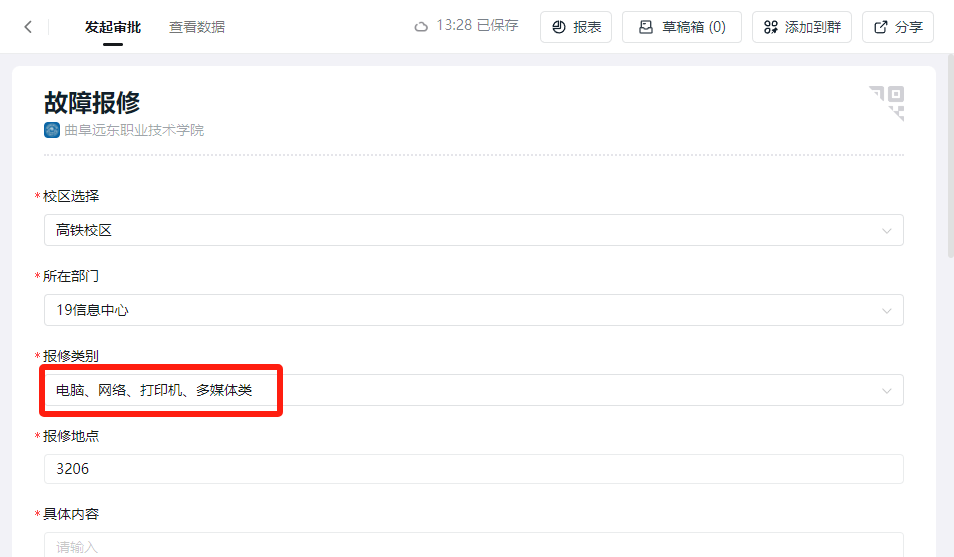 发起审批 查看数据 13:28 已保存 报表 草稿箱 (0) 添加到群 分享
故障报修
曲阜远东职业技术学院
*校区选择
高铁校区
*所在部门
19信息中心
*报修类别
电脑、网络、打印机、多媒体类
*报修地点
3206
*具体内容
请输入